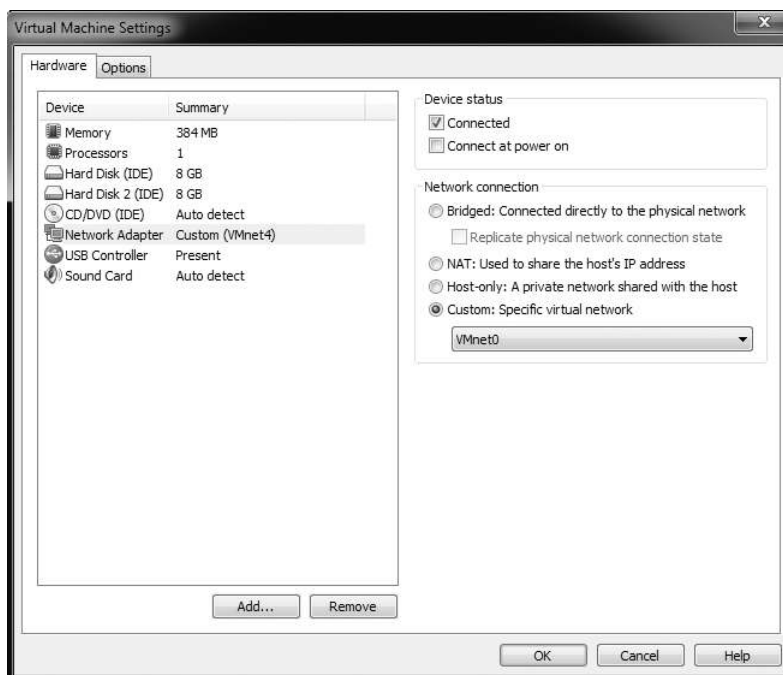 Virtual Machine Settings
x
Hardware Options
Device Summary
Memory 384 MB
Processors 1
Hard Disk (IDE) 8 GB
Hard Disk 2 (IDE) 8 GB
CD/DVD (IDE) Auto detect
Network Adapter Custom (VMnet4)
USB Controller Present
Sound Card Auto detect
Add... Remove
Device status
Connected
Connect at power on
Network connection
Bridged: Connected directly to the physical network
Replicate physical network connection state
NAT: Used to share the host's IP address
Host-only: A private network shared with the host
Custom: Specific virtual network
VMnet0
OK Cancel Help